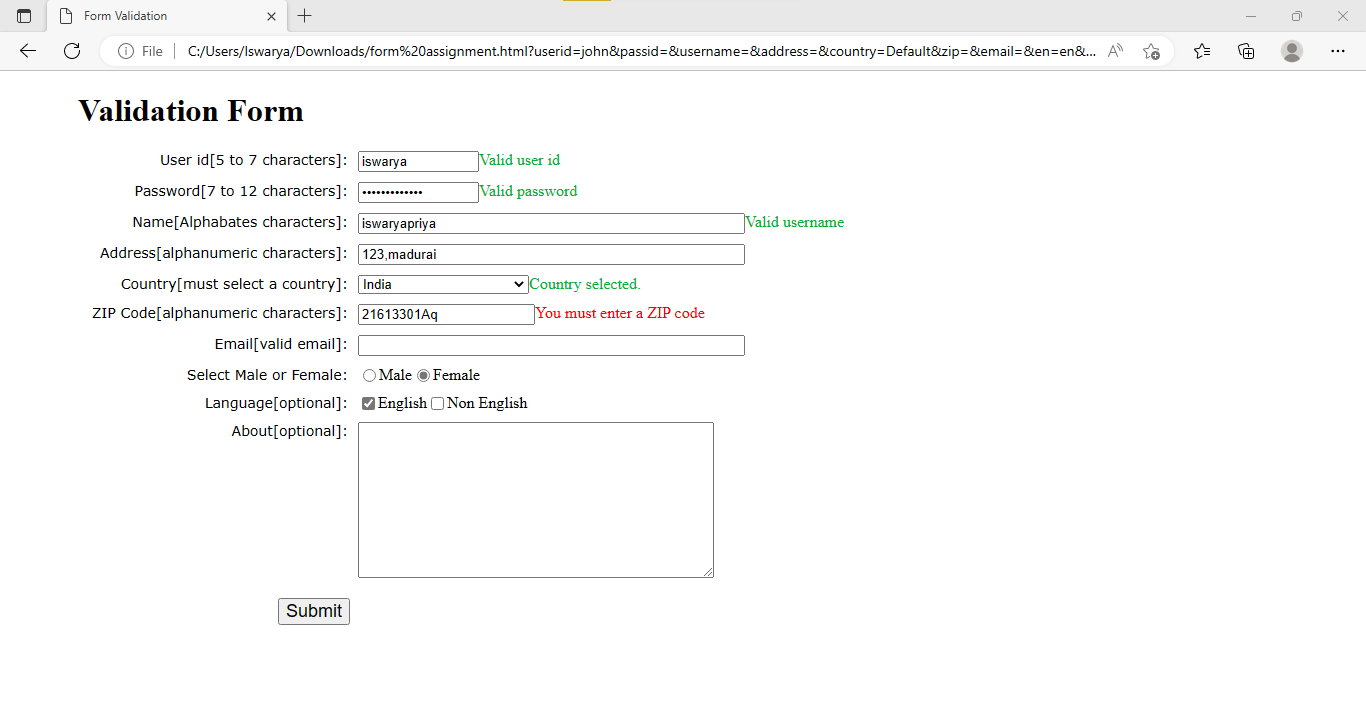 Form Validation
File C:/Users/Iswarya/Downloads/form%20assignment.html?userid=john&passid=&username=&address=&country=Default&zip=&email=&en=en&...
Validation Form
User id[5 to 7 characters]: iswarya Valid user id
Password[7 to 12 characters]: ••••••••••••• Valid password
Name[Alphabates characters]: iswaryapriya Valid username
Address[alphanumeric characters]: 123,madurai
Country[must select a country]: India Country selected.
ZIP Code[alphanumeric characters]: 21613301Aq You must enter a ZIP code
Email[valid email]:
Select Male or Female: Male Female
Language[optional]: English Non English
About[optional]:
Submit